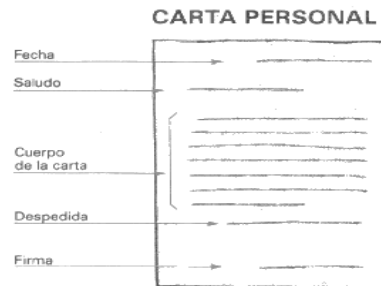 CARTA PERSONAL
Fecha
Saludo
Cuerpo
de la carta
Despedida
Firma